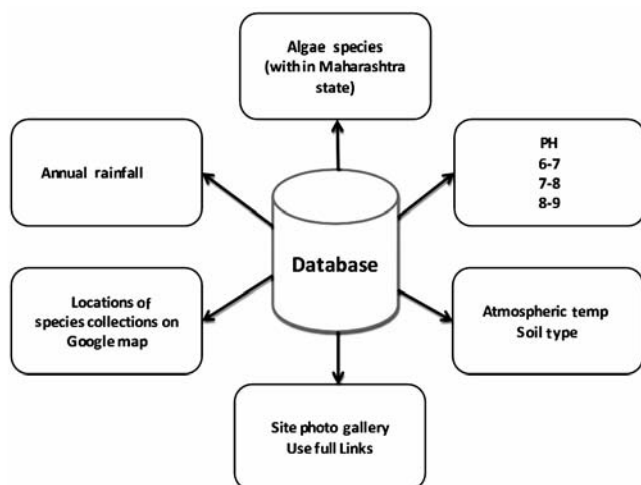 Algae species
(with in Maharashtra
state)
Annual rainfall
PH
6-7
7-8
8-9
Database
Locations of
species collections on
Google map
Atmospheric temp
Soil type
Site photo gallery
Use full Links